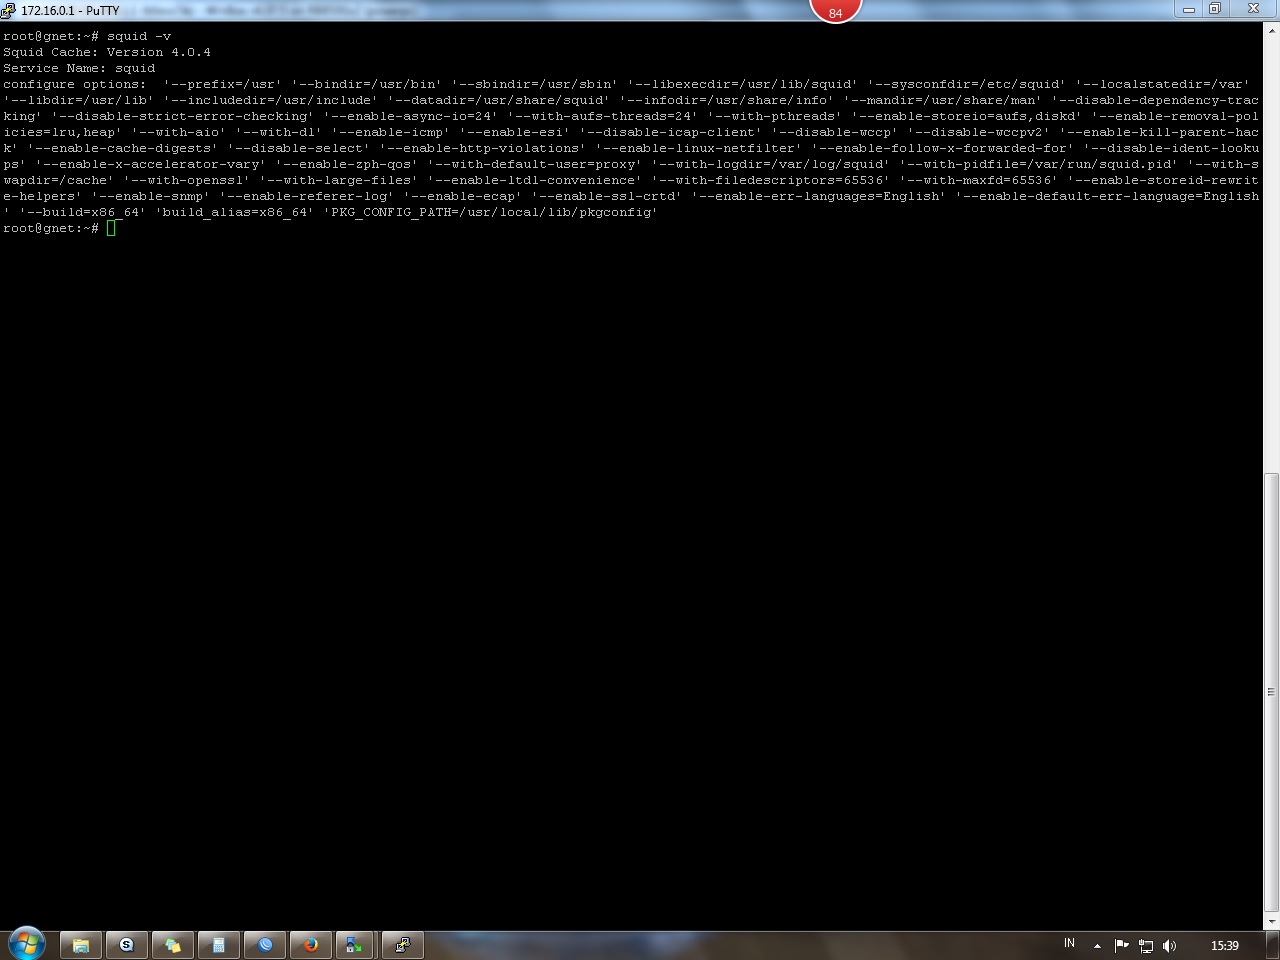 172.16.0.1 - PuTTY
84
root@gnet:~# squid -v
Squid Cache: Version 4.0.4
Service Name: squid
configure options:  '--prefix=/usr' '--bindir=/usr/bin' '--sbindir=/usr/sbin' '--libexecdir=/usr/lib/squid' '--sysconfdir=/etc/squid' '--localstatedir=/var'
'--libdir=/usr/lib' '--includedir=/usr/include' '--datadir=/usr/share/squid' '--infodir=/usr/share/info' '--mandir=/usr/share/man' '--disable-dependency-trac
king' '--disable-strict-error-checking' '--enable-async-io=24' '--with-aufs-threads=24' '--with-pthreads' '--enable-storeio=aufs,diskd' '--enable-removal-pol
icies=lru,heap' '--with-aio' '--with-dl' '--enable-icmp' '--enable-esi' '--disable-icap-client' '--disable-wccp' '--disable-wccpv2' '--enable-kill-parent-hac
k' '--enable-cache-digests' '--disable-select' '--enable-http-violations' '--enable-linux-netfilter' '--enable-follow-x-forwarded-for' '--disable-ident-looku
ps' '--enable-x-accelerator-vary' '--enable-zph-qos' '--with-default-user=proxy' '--with-logdir=/var/log/squid' '--with-pidfile=/var/run/squid.pid' '--with-s
wapdir=/cache' '--with-openssl' '--with-large-files' '--enable-ltdl-convenience' '--with-filedescriptors=65536' '--with-maxfd=65536' '--enable-storeid-rewrit
e-helpers' '--enable-snmp' '--enable-referer-log' '--enable-ecap' '--enable-ssl-crtd' '--enable-err-languages=English' '--enable-default-err-language=English
' '--build=x86_64' 'build_alias=x86_64' 'PKG_CONFIG_PATH=/usr/local/lib/pkgconfig'
root@gnet:~#
IN
15:39